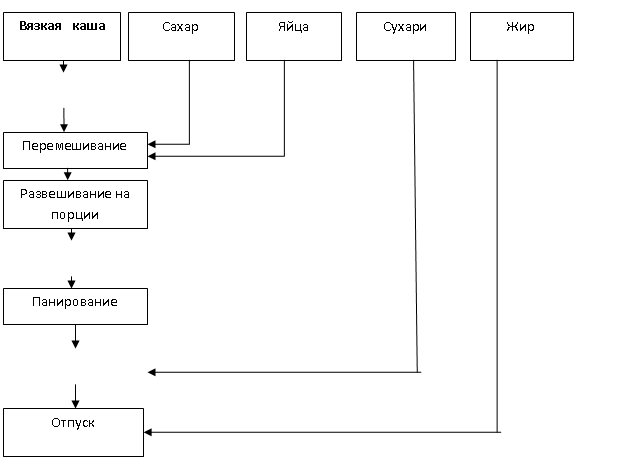 Вязкая каша
Сахар
Яйца
Сухари
Жир
Перемешивание
Развешивание на
порции
Панирование
Отпуск